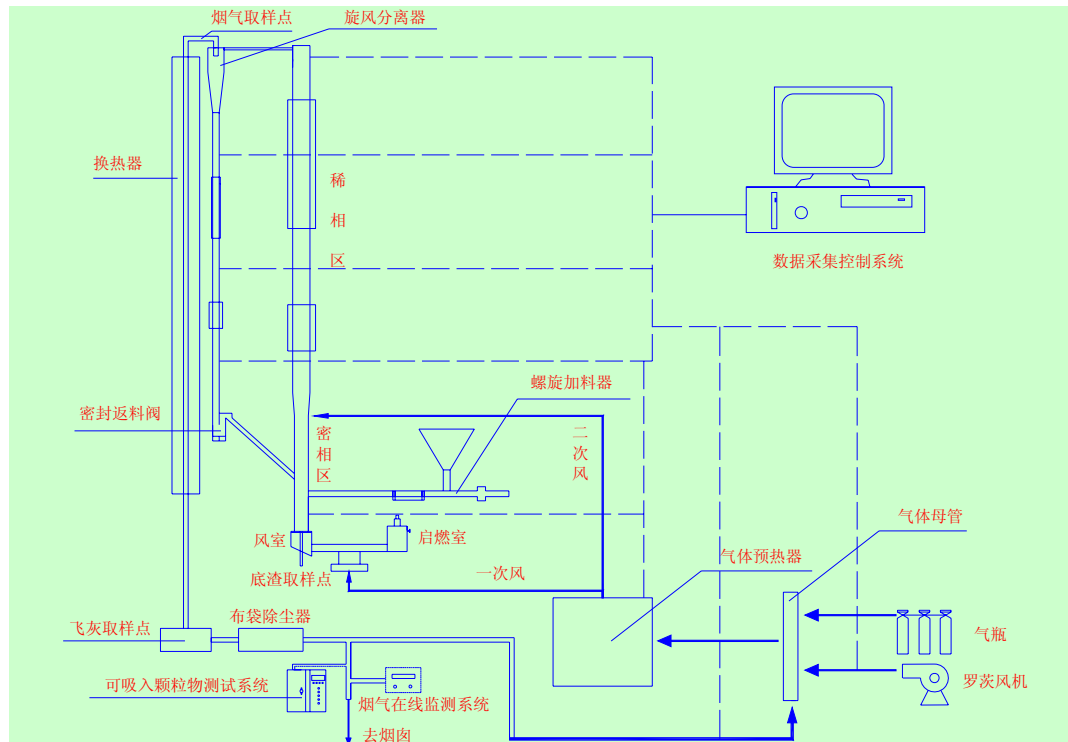 烟气取样点
旋风分离器
换热器
稀相区
数据采集控制系统
螺旋加料器
密封返料阀
密相区
二次风
气体母管
风室
启燃室
气体预热器
底渣取样点
一次风
布袋除尘器
飞灰取样点
气瓶
可吸入颗粒物测试系统
罗茨风机
烟气在线监测系统
去烟囱